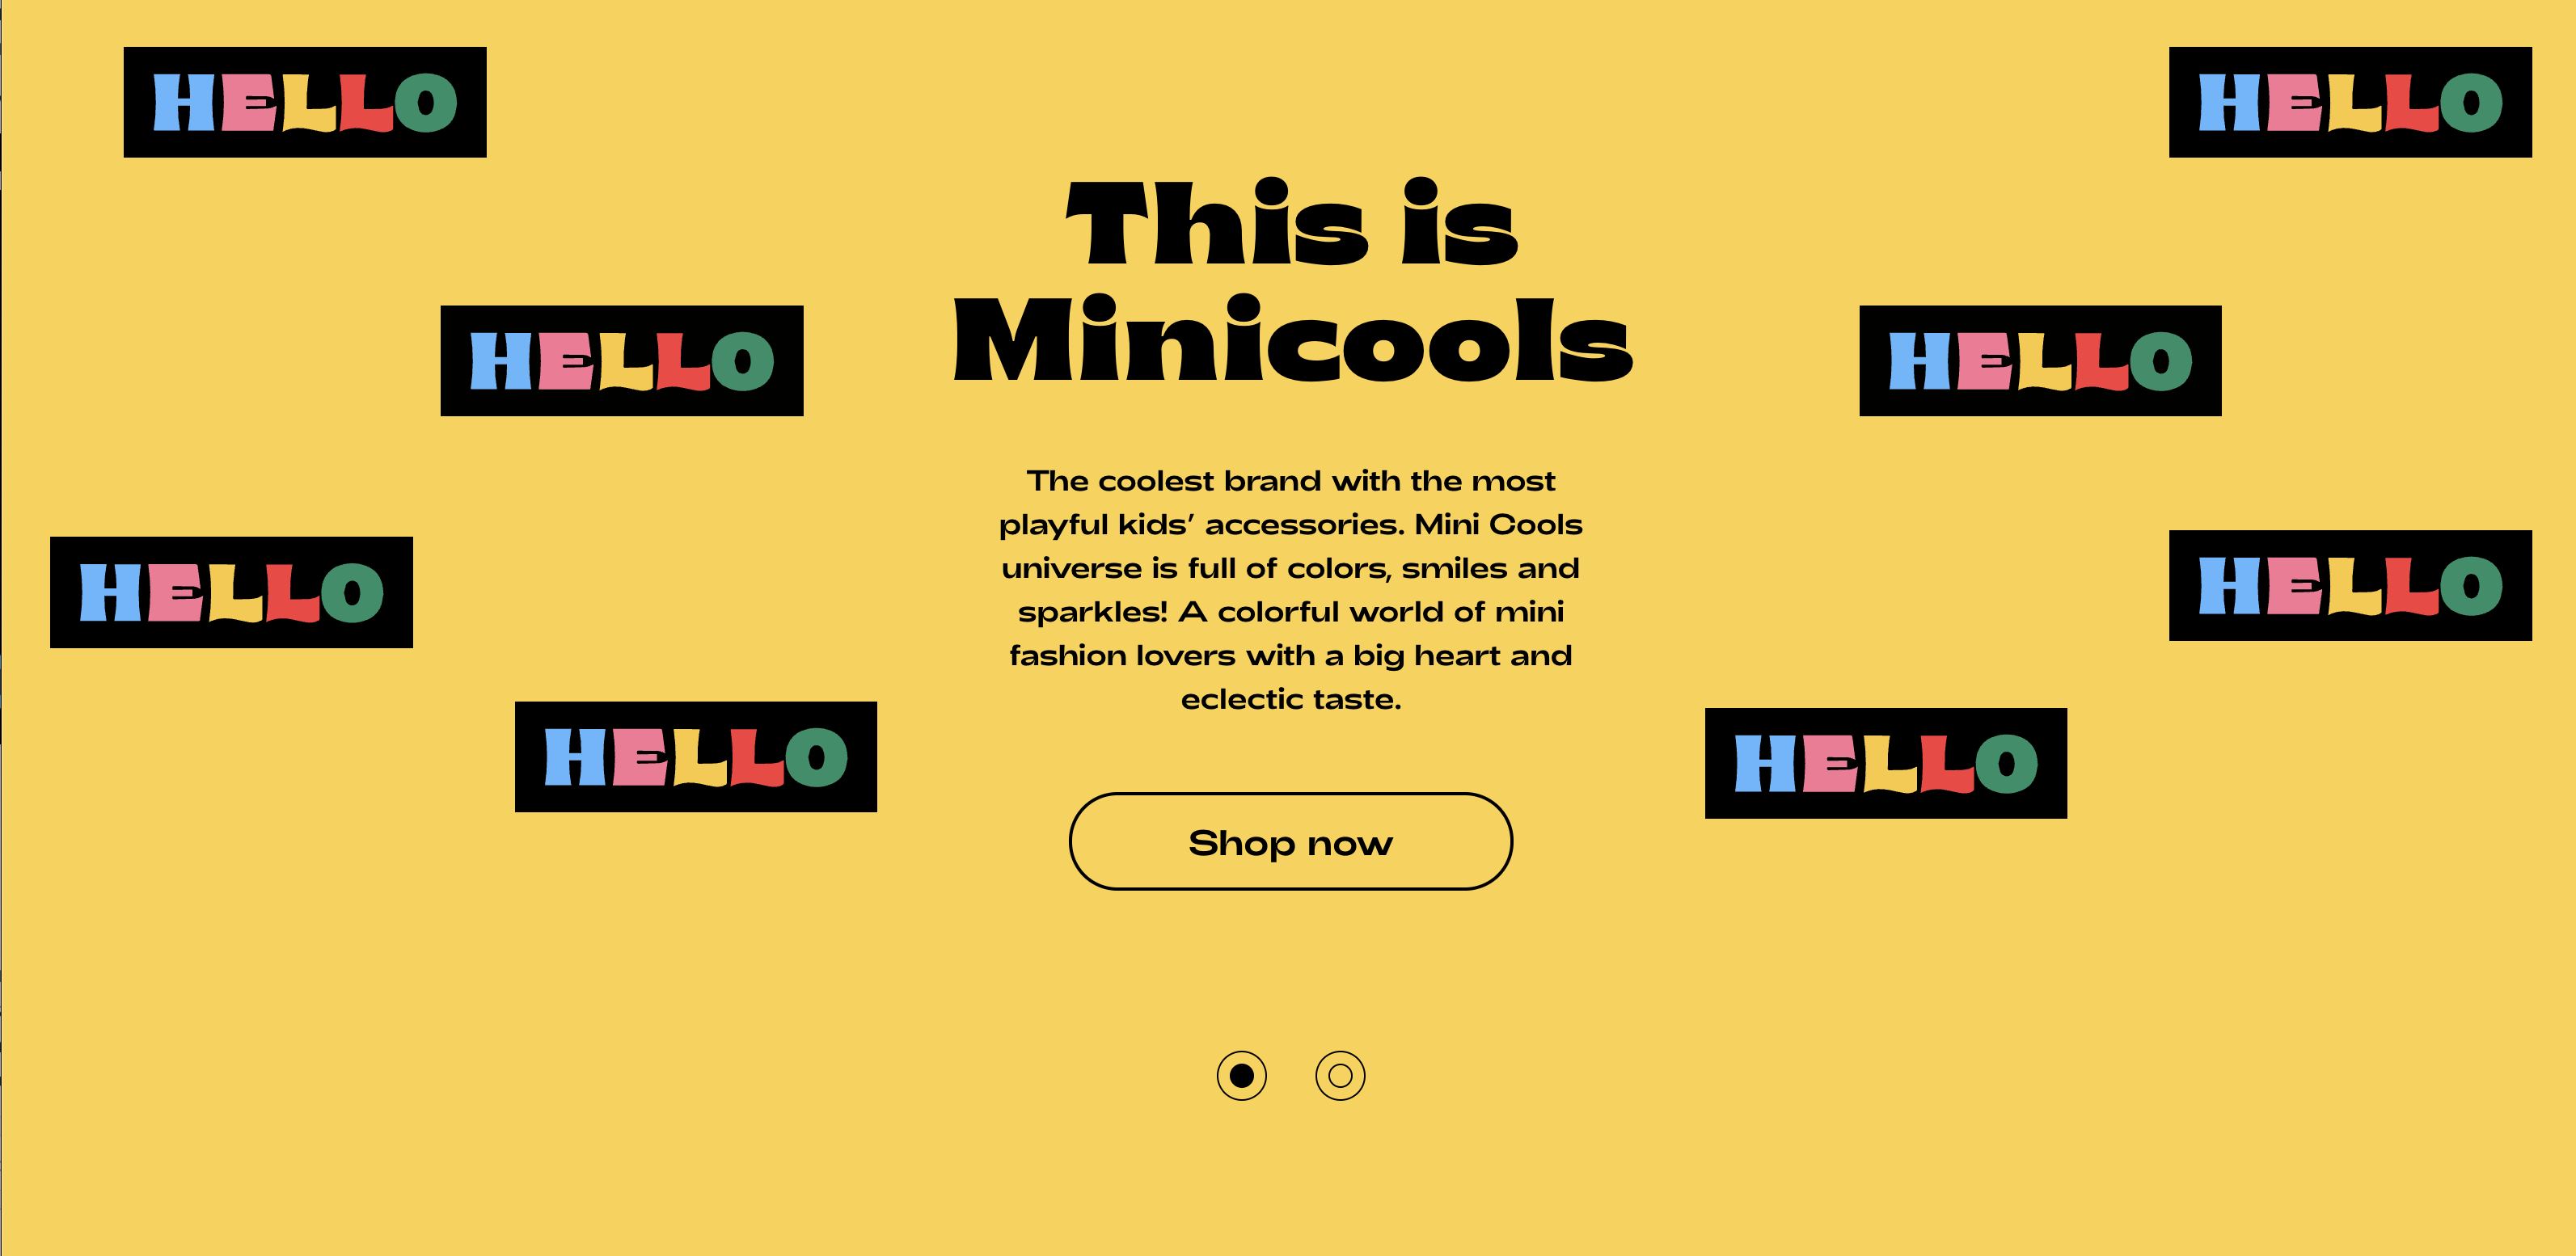 HELLO
HELLO
This is
Minicools
HELLO
HELLO
The coolest brand with the most
playful kids’ accessories. Mini Cools
universe is full of colors, smiles and
sparkles! A colorful world of mini
fashion lovers with a big heart and
eclectic taste.
HELLO
HELLO
HELLO
HELLO
Shop now